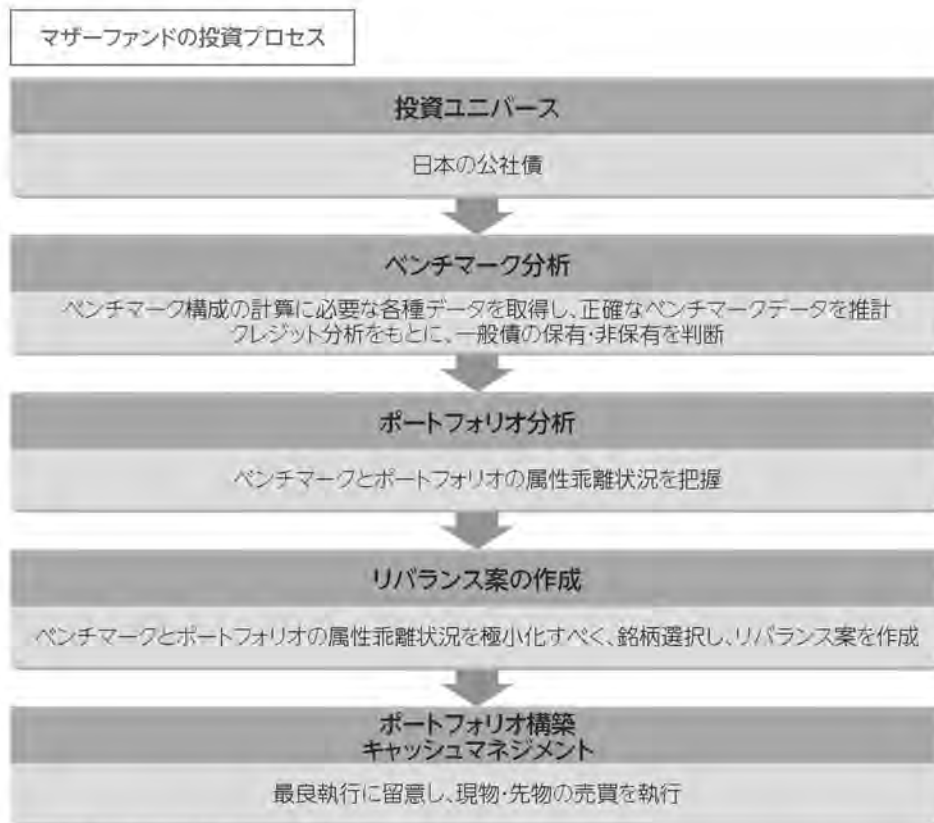 マザーファンドの投資プロセス
投資ユニバース
日本の公社債
ベンチマーク分析
ベンチマーク構成の計算に必要な各種データを取得し、正確なベンチマークデータを推計
クレジット分析をもとに、一般債の保有・非保有を判断
ポートフォリオ分析
ベンチマークとポートフォリオの属性乖離状況を把握
リバランス案の作成
ベンチマークとポートフォリオの属性乖離状況を極小化すべく、銘柄選択し、リバランス案を作成
ポートフォリオ構築
キャッシュマネジメント
最良執行に留意し、現物・先物の売買を執行